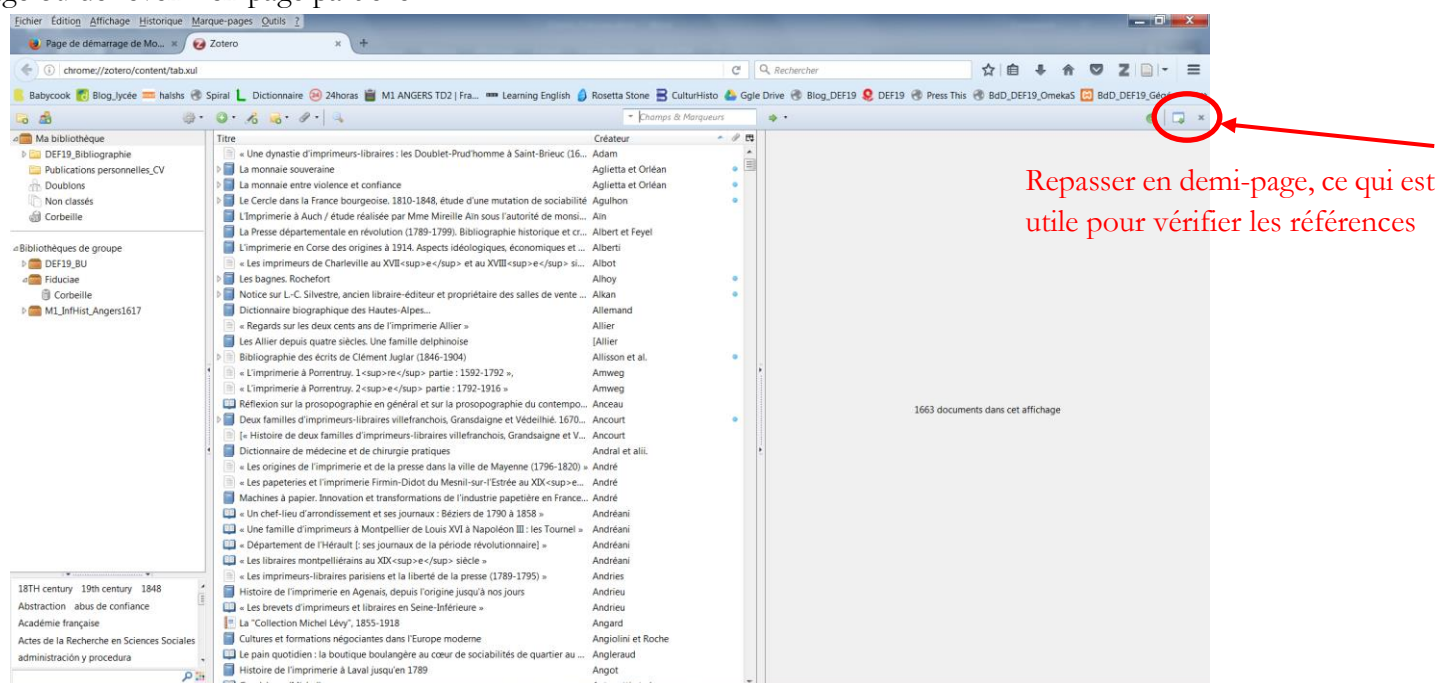 Fichier Édition Affichage Historique Marque-pages Outils ?
Page de démarrage de Mo... × Zotero × +
chrome://zotero/content/tab.xul
Rechercher
Babycook Blog_lycée halshs Spiral Dictionnaire 24horas M1 ANGERS TD2 | Fra... Learning English Rosetta Stone CulturHisto Ggle Drive Blog_DEF19 DEF19 Press This BdD_DEF19_OmekaS
Champs & Marqueurs
Ma bibliothèque
DEF19_Bibliographie
Publications personnelles_CV
Doublons
Non classés
Corbeille
Bibliothèques de groupe
DEF19_BU
Fiduciae
Corbeille
M1_InfHist_Angers1617
18TH century 19th century 1848
Abstraction abus de confiance
Académie française
Actes de la Recherche en Sciences Sociales
administración y procedura
Titre Créateur
« Une dynastie d'imprimeurs-libraires : les Doublet-Prud'homme à Saint-Brieuc (16... Adam
La monnaie souveraine Aglietta et Orléan
La monnaie entre violence et confiance Aglietta et Orléan
Le Cercle dans la France bourgeoise. 1810-1848, étude d'une mutation de sociabilité Agulhon
L'Imprimerie à Auch / étude réalisée par Mme Mireille Ain sous l'autorité de monsi... Ain
La Presse départementale en révolution (1789-1799). Bibliographie historique et cr... Albert et Feyel
L'imprimerie en Corse des origines à 1914. Aspects idéologiques, économiques et ... Alberti
« Les imprimeurs de Charleville au XVII<sup>e</sup> et au XVIII<sup>e</sup> si... Albot
Les bagnes. Rochefort Alhoy
Notice sur L.-C. Silvestre, ancien libraire-éditeur et propriétaire des salles de vente ... Alkan
Dictionnaire biographique des Hautes-Alpes... Allemand
« Regards sur les deux cents ans de l'imprimerie Allier » Allier
Les Allier depuis quatre siècles. Une famille delphinoise [Allier
Bibliographie des écrits de Clément Juglar (1846-1904) Allisson et al.
« L'imprimerie à Porrentruy. 1<sup>re</sup> partie : 1592-1792 », Amweg
« L'imprimerie à Porrentruy. 2<sup>e</sup> partie : 1792-1916 » Amweg
Réflexion sur la prosopographie en général et sur la prosopographie du contempo... Anceau
Deux familles d'imprimeurs-libraires villefranchois, Gransdaigne et Védeilhié. 1670... Ancourt
[« Histoire de deux familles d'imprimeurs-libraires villefranchois, Grandsaigne et V... Ancourt
Dictionnaire de médecine et de chirurgie pratiques Andral et alii.
« Les origines de l'imprimerie et de la presse dans la ville de Mayenne (1796-1820) » André
« Les papeteries et l'imprimerie Firmin-Didot du Mesnil-sur-l'Estrée au XIX<sup>e... André
Machines à papier. Innovation et transformations de l'industrie papetière en France... André
« Un chef-lieu d'arrondissement et ses journaux : Béziers de 1790 à 1858 » Andréani
« Une famille d'imprimeurs à Montpellier de Louis XVI à Napoléon III : les Tournel » Andréani
« Département de l'Hérault [: ses journaux de la période révolutionnaire] » Andréani
« Les libraires montpelliérains au XIX<sup>e</sup> siècle » Andréani
« Les imprimeurs-libraires parisiens et la liberté de la presse (1789-1795) » Andries
Histoire de l'imprimerie en Agenais, depuis l'origine jusqu'à nos jours Andrieu
« Les brevets d'imprimeurs et libraires en Seine-Inférieure » Andrieu
La "Collection Michel Lévy", 1855-1918 Angard
Cultures et formations négociantes dans l'Europe moderne Angiolini et Roche
Le pain quotidien : la boutique boulangère au cœur de sociabilités de quartier au ... Angleraud
Histoire de l'imprimerie à Laval jusqu'en 1789 Angot
1663 documents dans cet affichage
Repasser en demi-page, ce qui est
utile pour vérifier les références